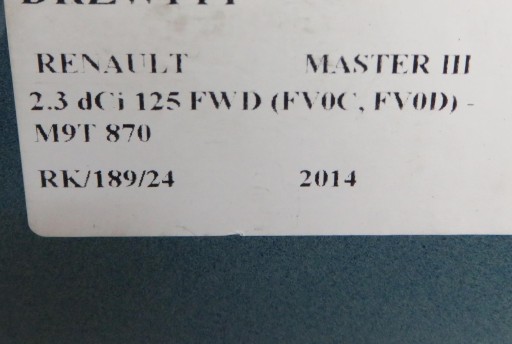 RENAULT MASTER III
2.3 dCi 125 FWD (FV0C, FV0D) -
M9T 870
RK/189/24 2014